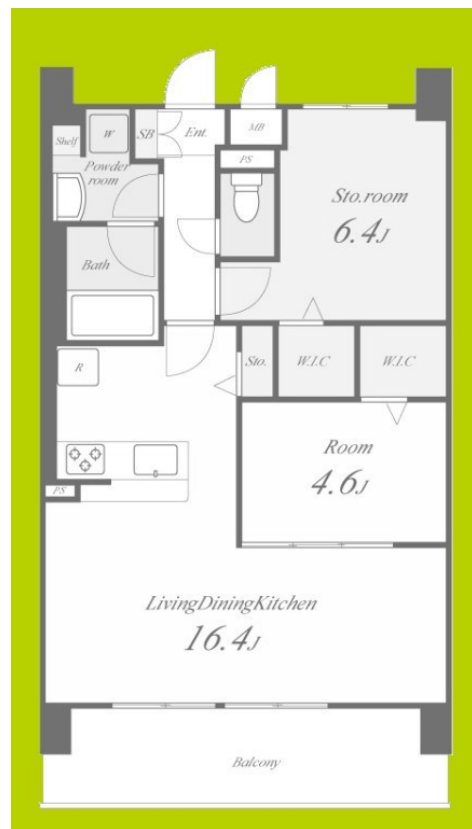 SB
Ent.
MB
Shelf
W
Powder
room
PS
Sto.room
6.4J
Bath
R
Sto.
W.I.C
W.I.C
Room
4.6J
PS
LivingDiningKitchen
16.4J
Balcony